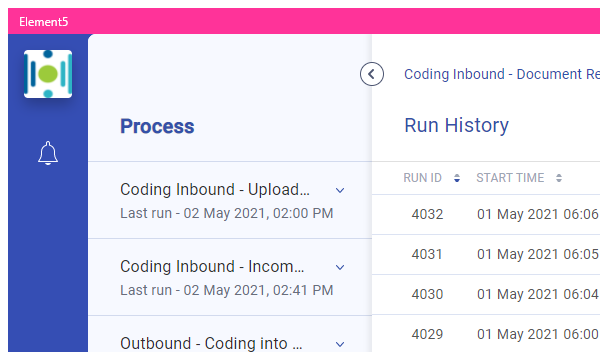 Element5
Process
Coding Inbound - Upload...
Last run - 02 May 2021, 02:00 PM
Coding Inbound - Incom...
Last run - 02 May 2021, 02:41 PM
Outbound - Coding into ...
Coding Inbound - Document Re
Run History
RUN ID START TIME
4032 01 May 2021 06:06
4031 01 May 2021 06:05
4030 01 May 2021 06:04
4029 01 May 2021 06:00